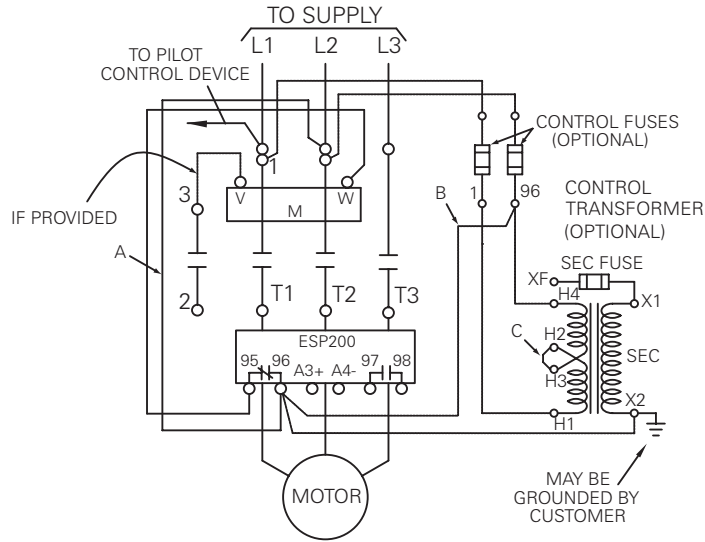 TO SUPPLY
L1 L2 L3
TO PILOT
CONTROL DEVICE
CONTROL FUSES
(OPTIONAL)
1
3
V M W
1 96
B
CONTROL
TRANSFORMER
(OPTIONAL)
IF PROVIDED
A
SEC FUSE
XF
H4 X1
2
T1 T2 T3
ESP200
95 96 A3+ A4- 97 98
C
H2
H3
SEC
H1
X2
MOTOR
MAY BE
GROUNDED BY
CUSTOMER